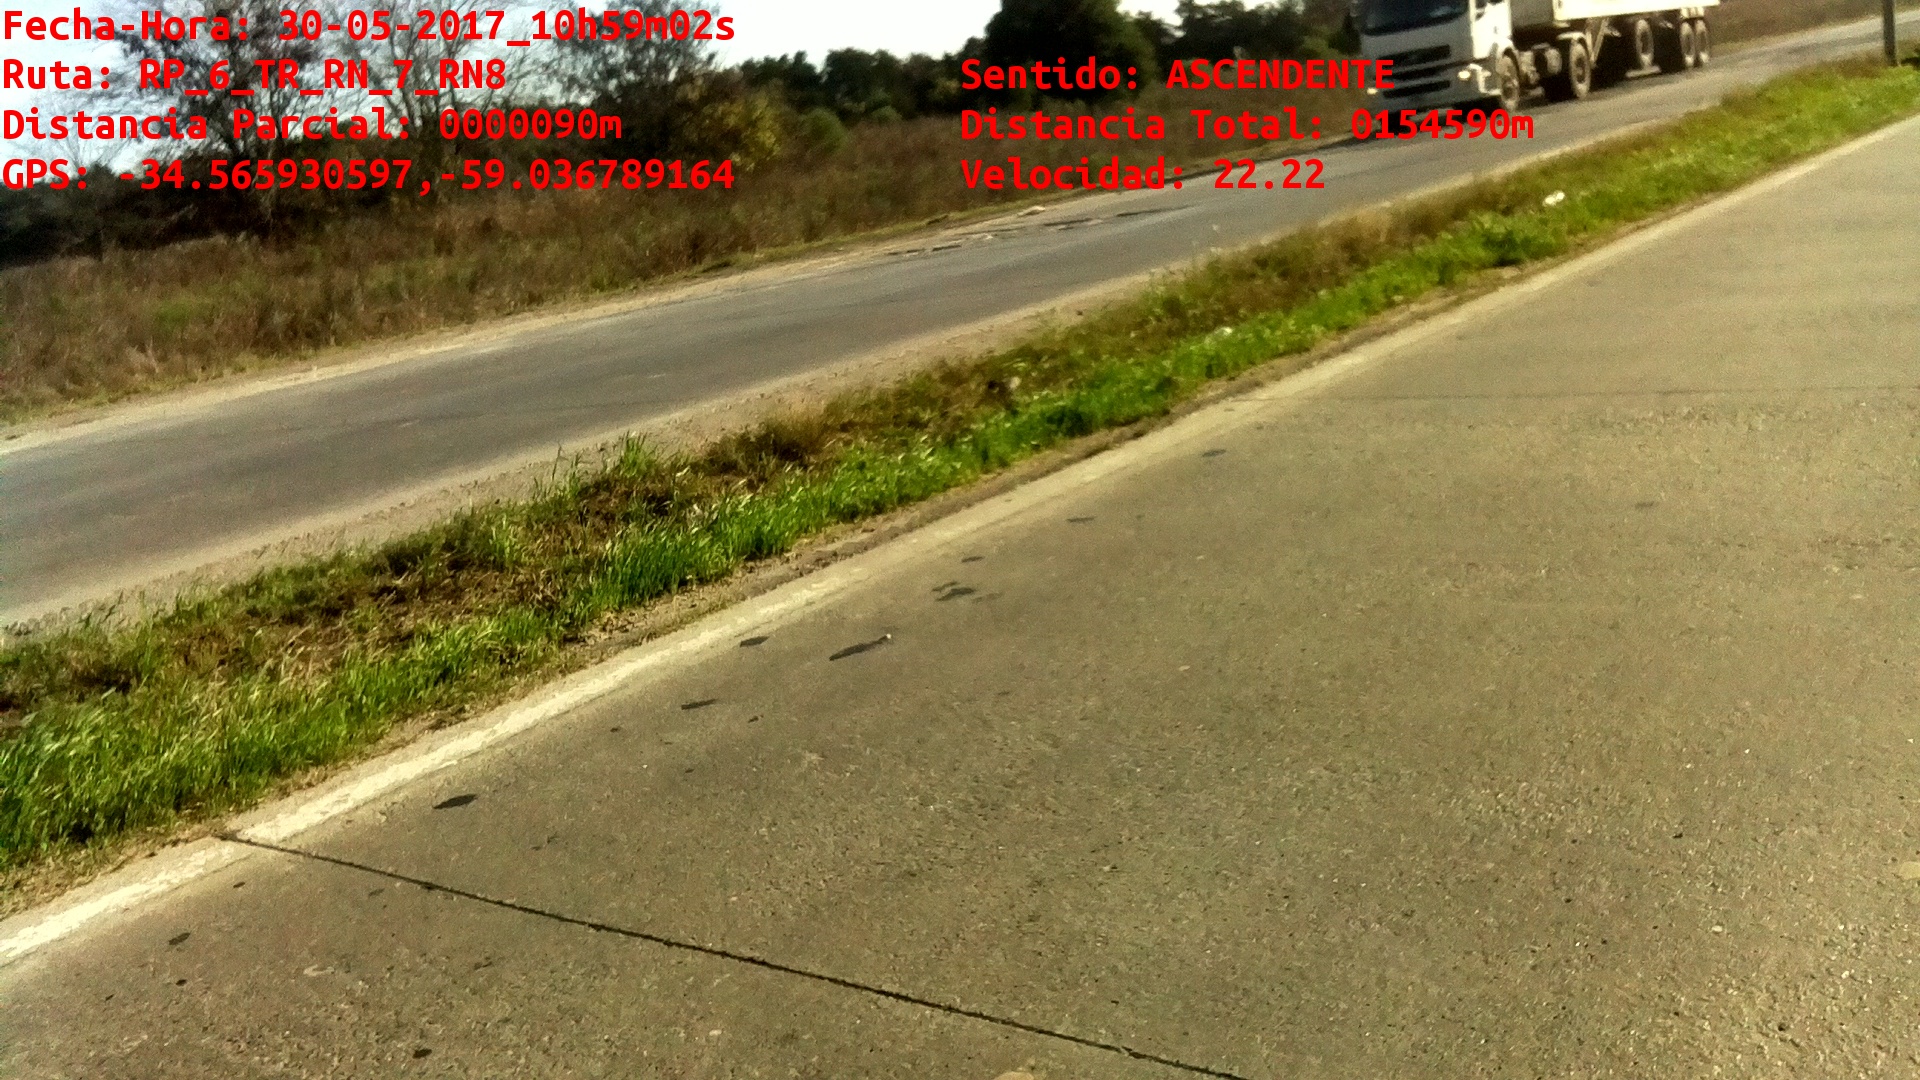 Fecha-Hora: 30-05-2017_10h59m02s
Ruta: RP_6_TR_RN_7_RN8
Sentido: ASCENDENTE
Distancia Parcial: 0000090m
Distancia Total: 0154590m
GPS: -34.565930597,-59.036789164
Velocidad: 22.22